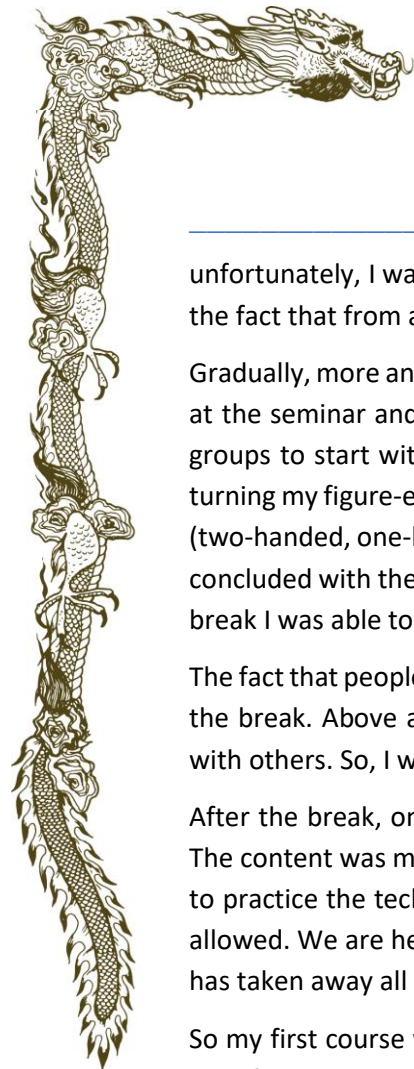 unfortunately, I wa
the fact that from a
Gradually, more an
at the seminar and
groups to start wit
turning my figure-e
(two-handed, one-
concluded with the
break I was able to
The fact that people
the break. Above a
with others. So, I w
After the break, or
The content was m
to practice the tec
allowed. We are he
has taken away all
So my first course